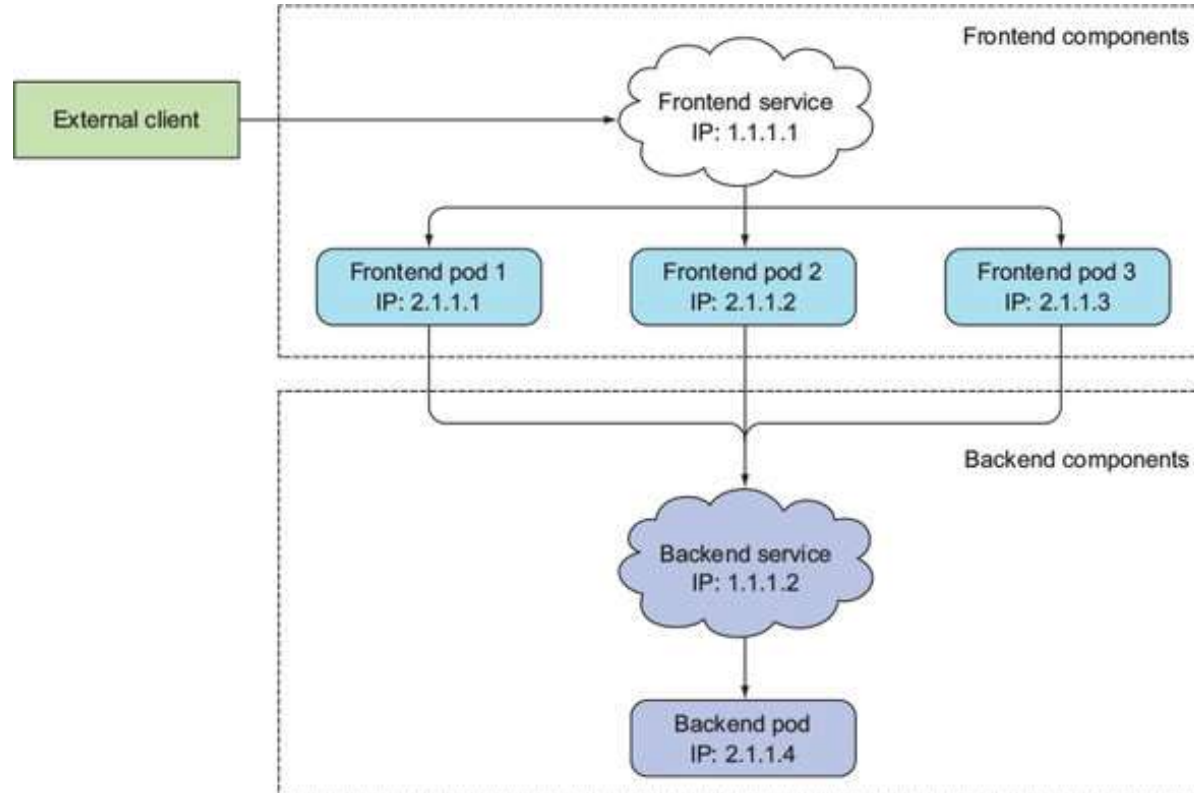 Frontend components
External client
Frontend service
IP: 1.1.1.1
Frontend pod 1
IP: 2.1.1.1
Frontend pod 2
IP: 2.1.1.2
Frontend pod 3
IP: 2.1.1.3
Backend components
Backend service
IP: 1.1.1.2
Backend pod
IP: 2.1.1.4